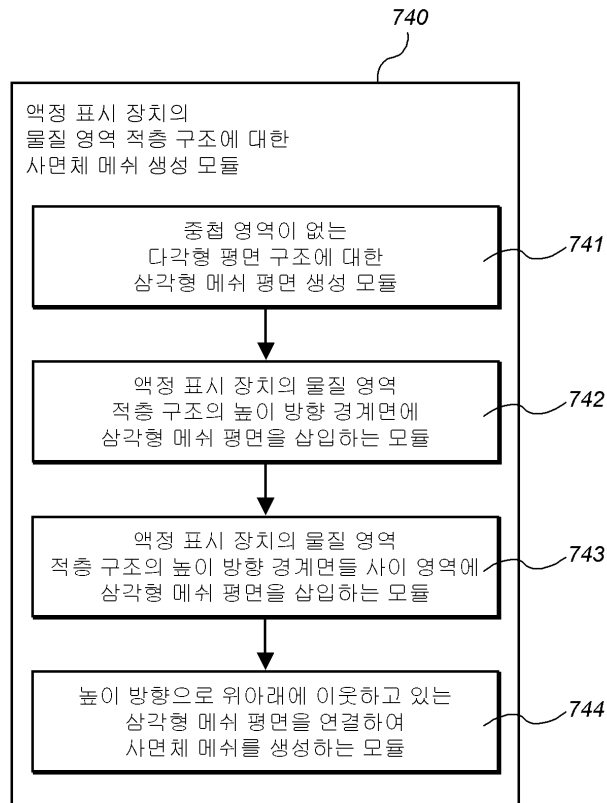 740
액정 표시 장치의
물질 영역 적층 구조에 대한
사면체 메쉬 생성 모듈
중첩 영역이 없는
다각형 평면 구조에 대한
삼각형 메쉬 평면 생성 모듈
741
액정 표시 장치의 물질 영역
적층 구조의 높이 방향 경계면에
삼각형 메쉬 평면을 삽입하는 모듈
742
액정 표시 장치의 물질 영역
적층 구조의 높이 방향 경계면들 사이 영역에
삼각형 메쉬 평면을 삽입하는 모듈
743
높이 방향으로 위아래에 이웃하고 있는
삼각형 메쉬 평면을 연결하여
사면체 메쉬를 생성하는 모듈
744